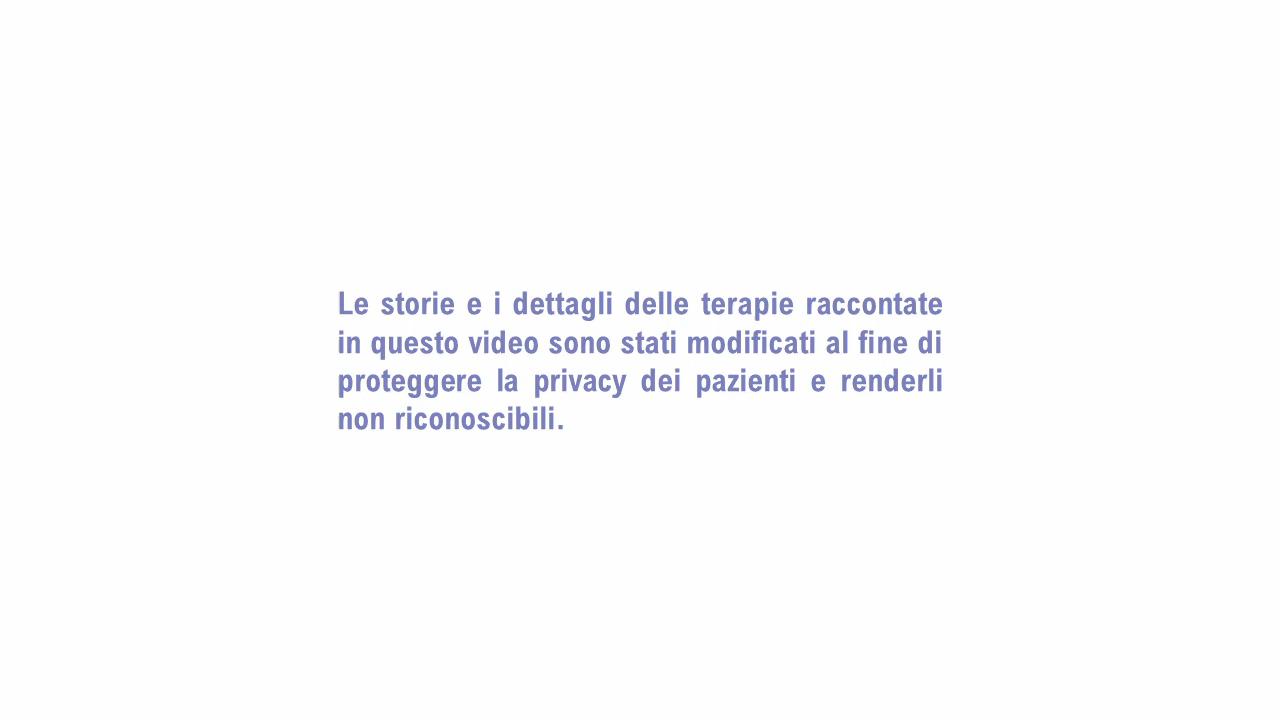 Le storie e i dettagli delle terapie raccontate
in questo video sono stati modificati al fine di
proteggere la privacy dei pazienti e renderli
non riconoscibili.